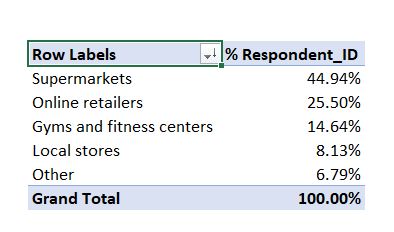 Row Labels % Respondent_ID
Supermarkets 44.94%
Online retailers 25.50%
Gyms and fitness centers 14.64%
Local stores 8.13%
Other 6.79%
Grand Total 100.00%